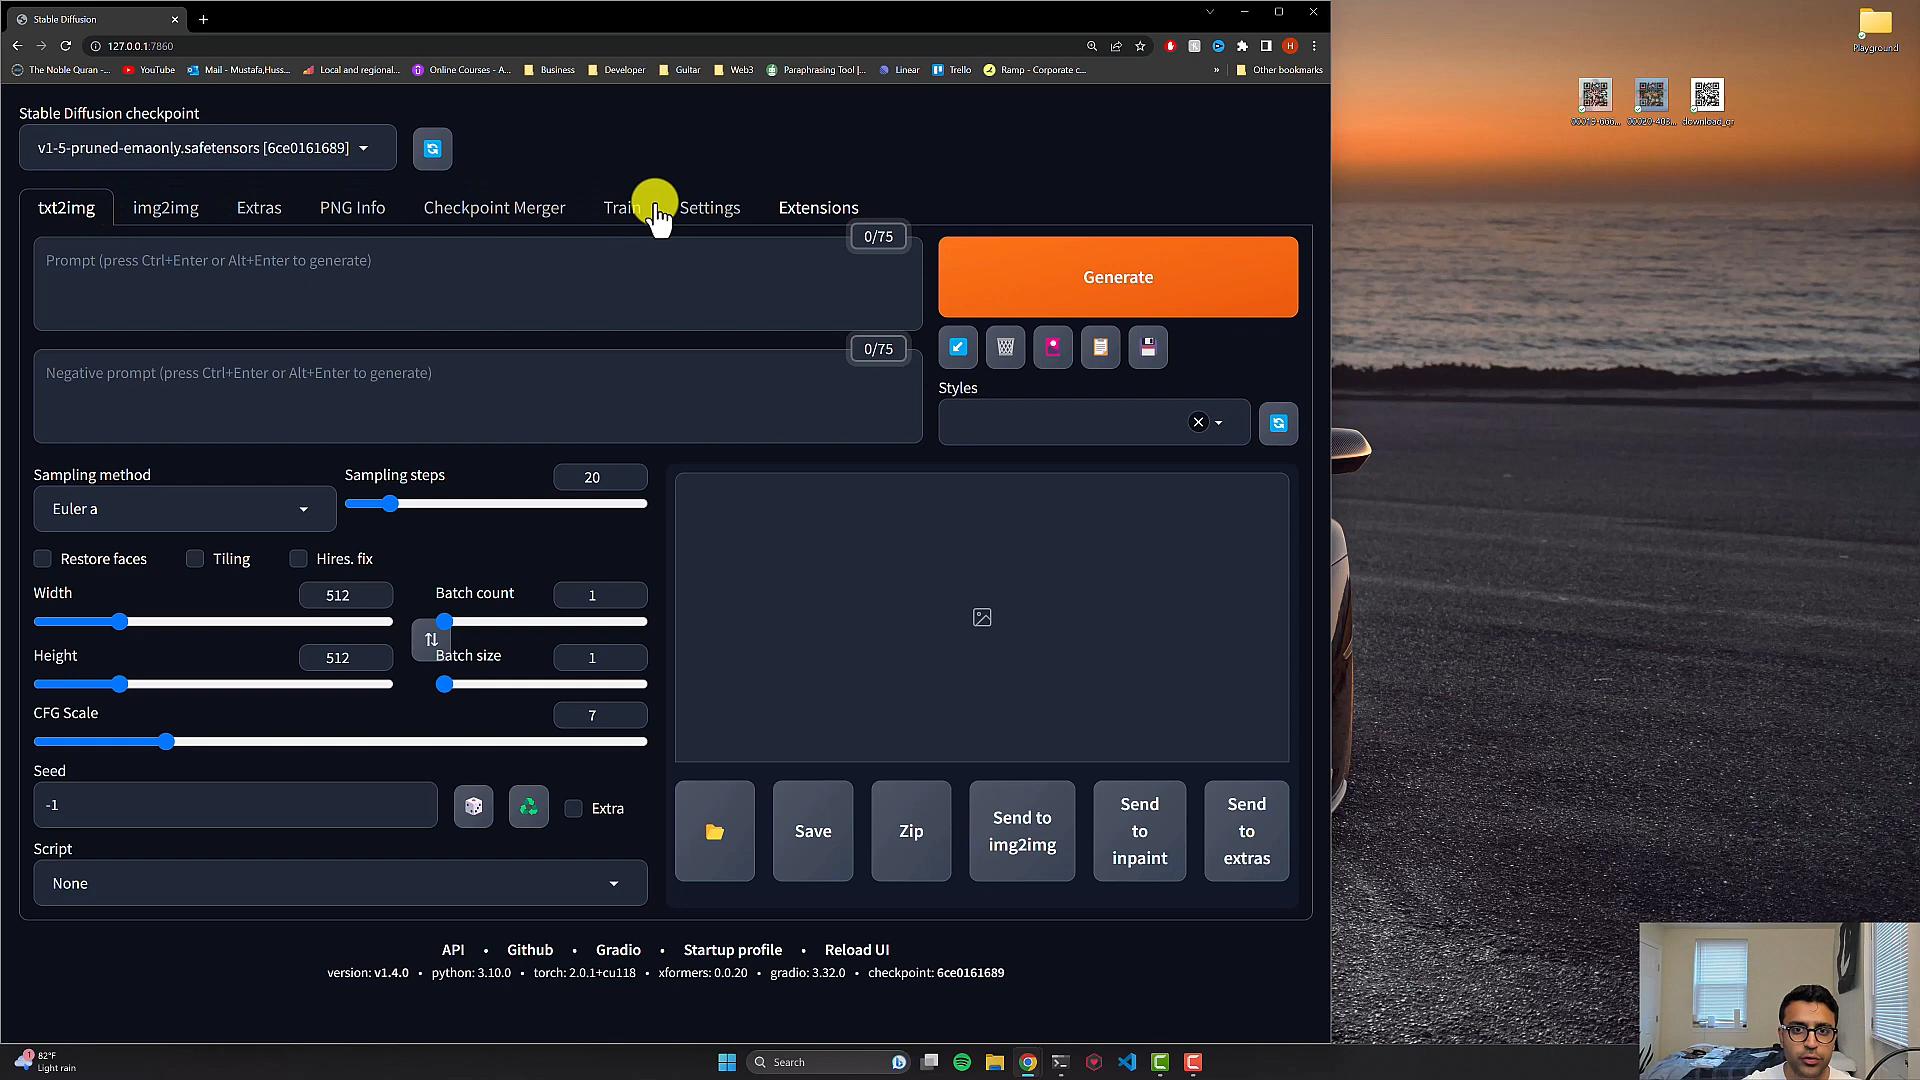 Stable Diffusion
127.0.0.1:7860
The Noble Quran -...
YouTube
Mail - Mustafa,Huss...
Local and regional...
Online Courses - A...
Business
Developer
Guitar
Web3
Paraphrasing Tool |...
Linear
Trello
Ramp - Corporate c...
»
Other bookmarks
Playground
download_qr
Stable Diffusion checkpoint
v1-5-pruned-emaonly.safetensors [6ce0161689]
txt2img
img2img
Extras
PNG Info
Checkpoint Merger
Train
Settings
Extensions
0/75
Prompt (press Ctrl+Enter or Alt+Enter to generate)
Generate
0/75
Negative prompt (press Ctrl+Enter or Alt+Enter to generate)
Styles
Sampling method
Euler a
Sampling steps
20
Restore faces
Tiling
Hires. fix
Width
512
Batch count
1
Height
512
Batch size
1
CFG Scale
7
Seed
-1
Extra
Script
None
Save
Zip
Send to img2img
Send to inpaint
Send to extras
API • Github • Gradio • Startup profile • Reload UI
version: v1.4.0 • python: 3.10.0 • torch: 2.0.1+cu118 • xformers: 0.0.20 • gradio: 3.32.0 • checkpoint: 6ce0161689
1
82°F
Light rain
Search
H